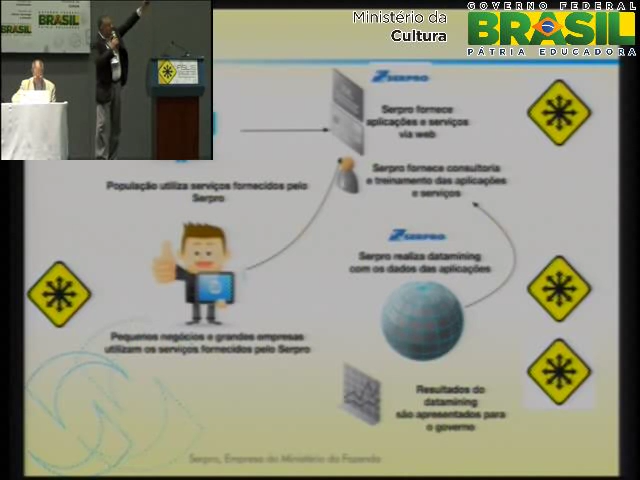 Ministério da
Cultura
GOVERNO FEDERAL
BRASIL
PÁTRIA EDUCADORA
BRASIL
SERPRO
Serpro fornece
aplicações e serviços
via web
Serpro fornece consultoria
e treinamento das aplicações
e serviços
População utiliza serviços fornecidos pelo
Serpro
SERPRO
Serpro realiza datamining
com os dados das aplicações
Pequenos negócios e grandes empresas
utilizam os serviços fornecidos pelo Serpro
Resultados do
datamining
são apresentados para
o governo
Serpro, Empresa do Ministério da Fazenda